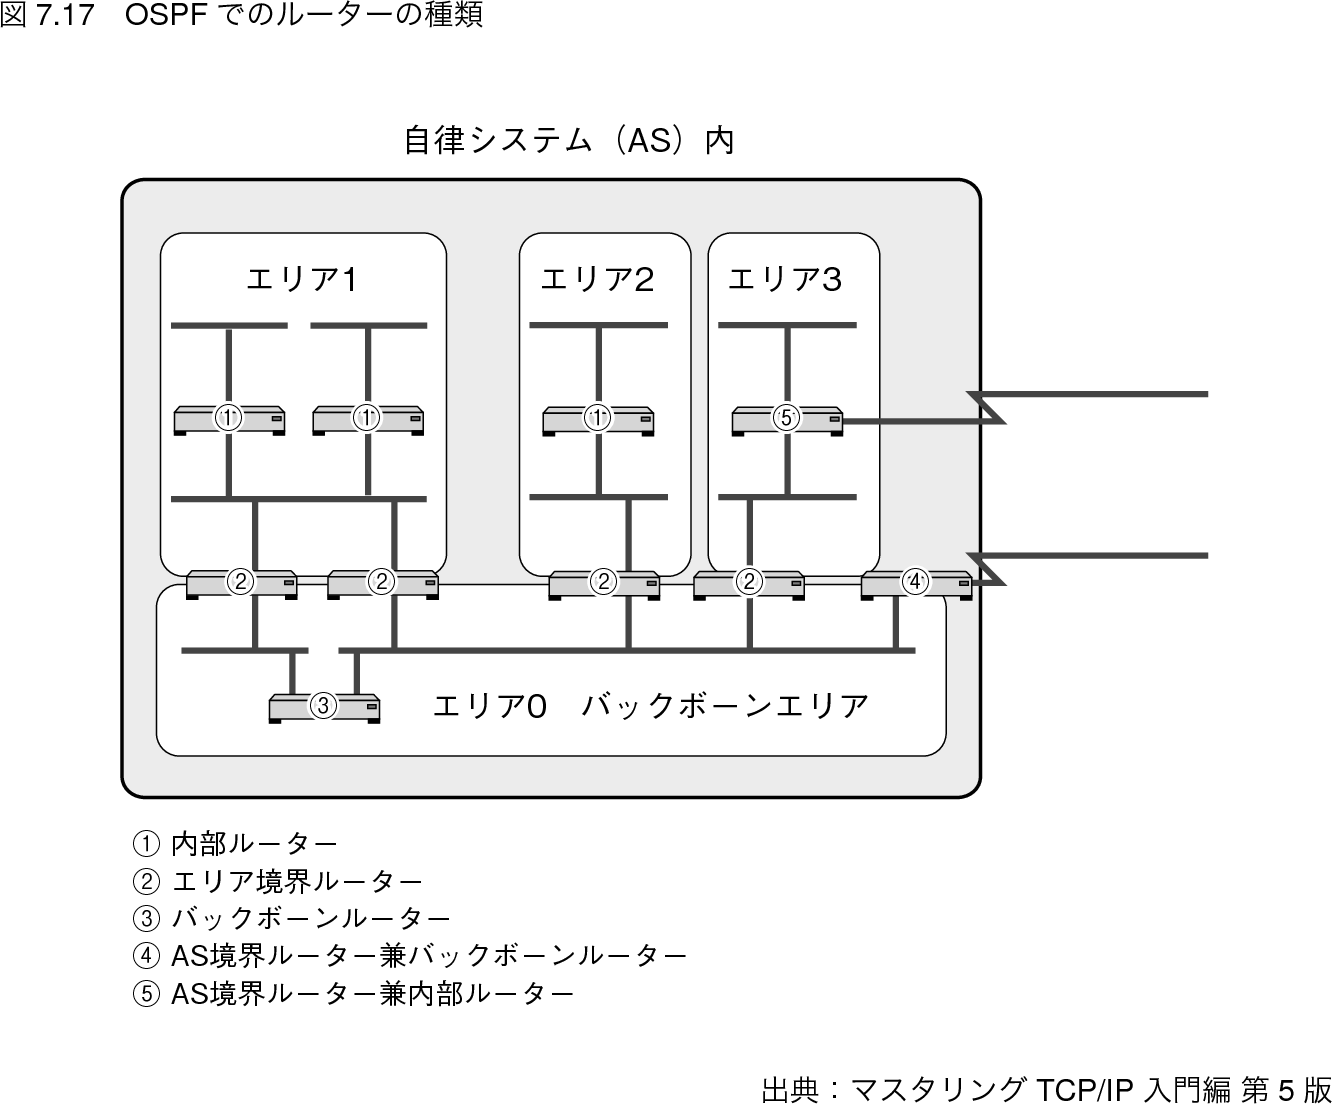 図 7.17　OSPF でのルーターの種類
自律システム（AS）内
エリア1
エリア2
エリア3
①
①
①
⑤
②
②
②
②
④
③
エリア0　バックボーンエリア
① 内部ルーター
② エリア境界ルーター
③ バックボーンルーター
④ AS境界ルーター兼バックボーンルーター
⑤ AS境界ルーター兼内部ルーター
出典：マスタリング TCP/IP 入門編 第 5 版